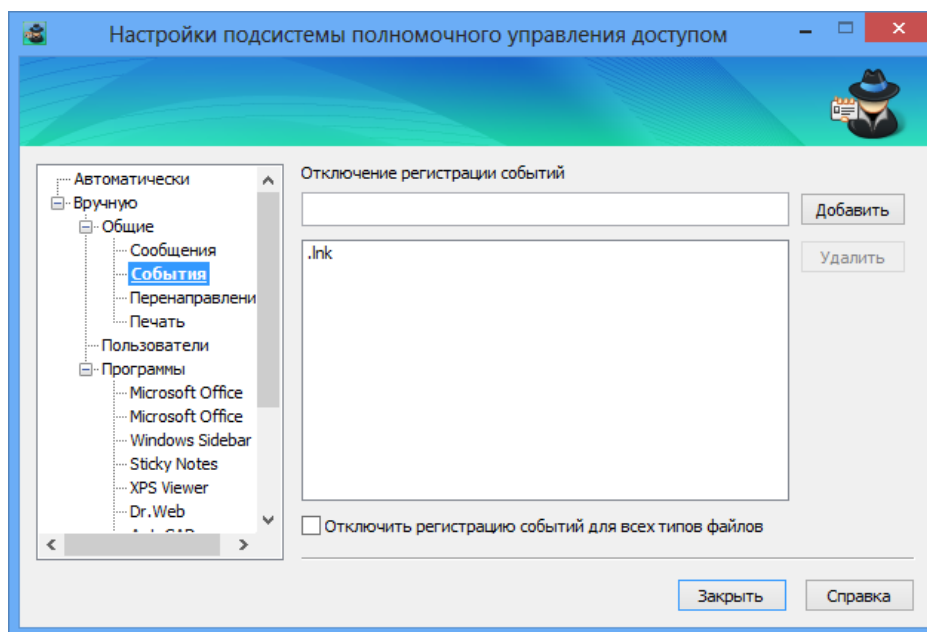 Настройки подсистемы полномочного управления доступом
Автоматически
Вручную
Общие
Сообщения
События
Перенаправлени
Печать
Пользователи
Программы
Microsoft Office
Microsoft Office
Windows Sidebar
Sticky Notes
XPS Viewer
Dr.Web
Отключение регистрации событий
Добавить
.lnk
Удалить
Отключить регистрацию событий для всех типов файлов
Закрыть
Справка